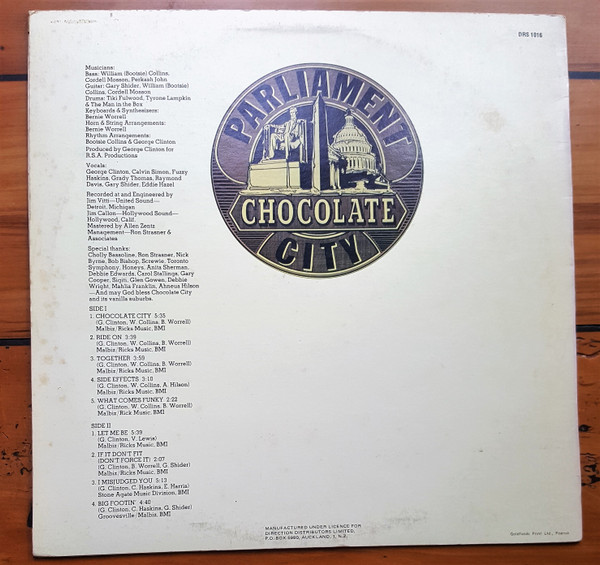 DRS 1016
Musicians:
Bass: William (Bootsie) Collins,
Cordell Mosson, Perkash John
Guitar: Gary Shider, William (Bootsie)
Collins, Cordell Mosson
Drums: Tiki Fulwood, Tyrone Lampkin
& The Man in the Box
Keyboards & Synthesizers:
Bernie Worrell
Horn & String Arrangements:
Bernie Worrell
Rhythm Arrangements:
Bootsie Collins & George Clinton
Produced by George Clinton for
R.S.A. Productions
Vocals:
George Clinton, Calvin Simon, Fuzzy
Haskins, Grady Thomas, Raymond
Davis, Gary Shider, Eddie Hazel
Recorded at and Engineered by
Jim Vitti—United Sound—
Detroit, Michigan
Jim Callon—Hollywood Sound—
Hollywood, Calif.
Mastered by Allen Zentz
Management—Ron Strasner &
Associates
Special thanks:
Cholly Bassoline, Ron Strasner, Nick
Byrne, Bob Bishop, Screwie, Toronto
Symphony, Honeys, Anita Sherman,
Debbie Edwards, Carol Stallings, Gary
Cooper, Sigiri, Glen Gowen, Debbie
Wright, Mahlia Franklin, Ahneus Hilson
—And may God bless Chocolate City
and its vanilla suburbs.
PARLIAMENT
CHOCOLATE
CITY
SIDE I
1. CHOCOLATE CITY 5:35
(G. Clinton, W. Collins, B. Worrell)
Malbiz/Ricks Music, BMI
2. RIDE ON 3:39
(G. Clinton, W. Collins, B. Worrell)
Malbiz/Ricks Music, BMI
3. TOGETHER 3:59
(G. Clinton, W. Collins, B. Worrell)
Malbiz/Ricks Music, BMI
4. SIDE EFFECTS 3:10
(G. Clinton, W. Collins, A. Hilson)
Malbiz/Ricks Music, BMI
5. WHAT COMES FUNKY 2:22
(G. Clinton, W. Collins, B. Worrell)
Malbiz/Rick Music, BMI
SIDE II
1. LET ME BE 5:39
(G. Clinton, V. Lewis)
Malbiz/Ricks Music, BMI
2. IF IT DON'T FIT
(DON'T FORCE IT) 2:07
(G. Clinton, B. Worrell, G. Shider)
Malbiz/Ricks Music, BMI
3. I MISJUDGED YOU 5:13
(G. Clinton, C. Haskins, E. Harris)
Stone Agate Music Division, BMI
4. BIG FOOTIN' 4:40
(G. Clinton, C. Haskins, G. Shider)
Groovesville/Malbiz, BMI
MANUFACTURED UNDER LICENCE FOR
DIRECTION DISTRIBUTORS LIMITED,
P.O. BOX 5880, AUCKLAND, 1, N.Z.
Print Ltd.,